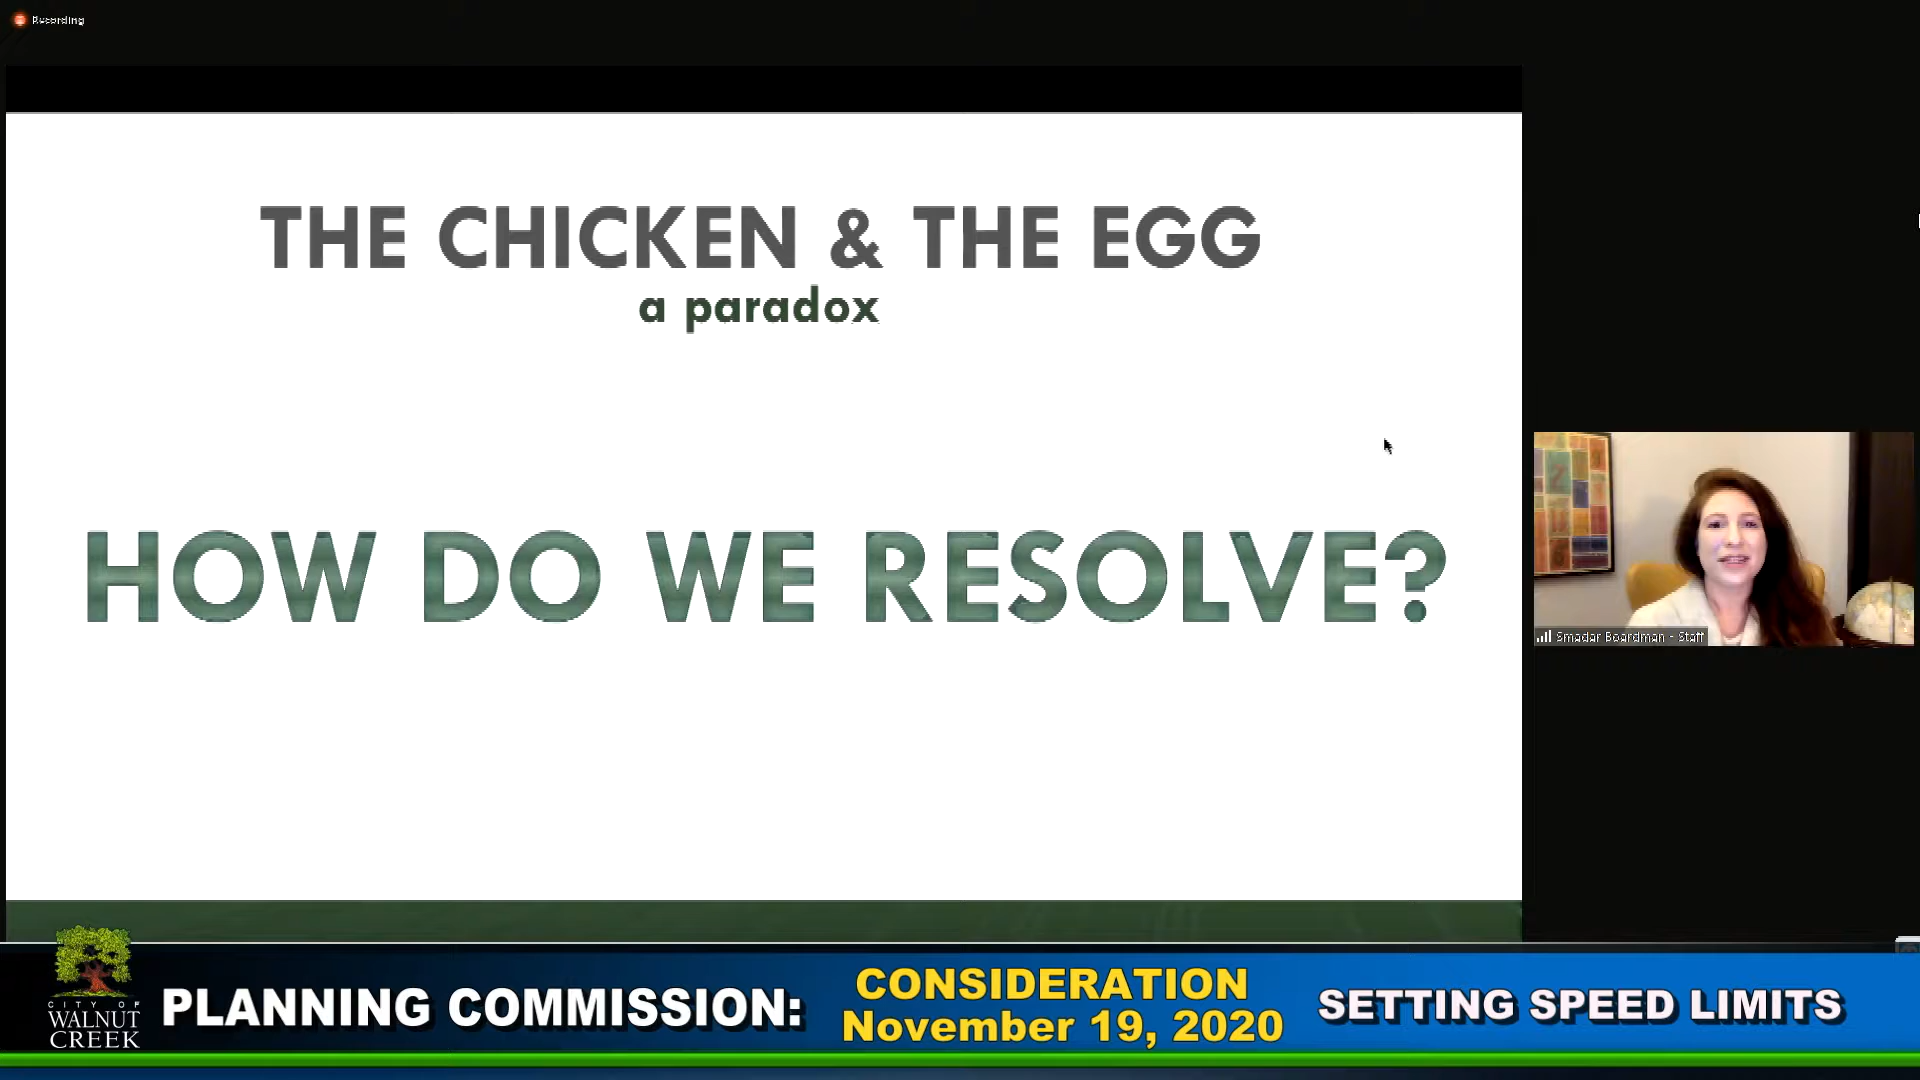 Recording
THE CHICKEN & THE EGG
a paradox
HOW DO WE RESOLVE?
Smadar Boardman - Staff
CITY OF
WALNUT
CREEK
PLANNING COMMISSION:
CONSIDERATION
November 19, 2020
SETTING SPEED LIMITS